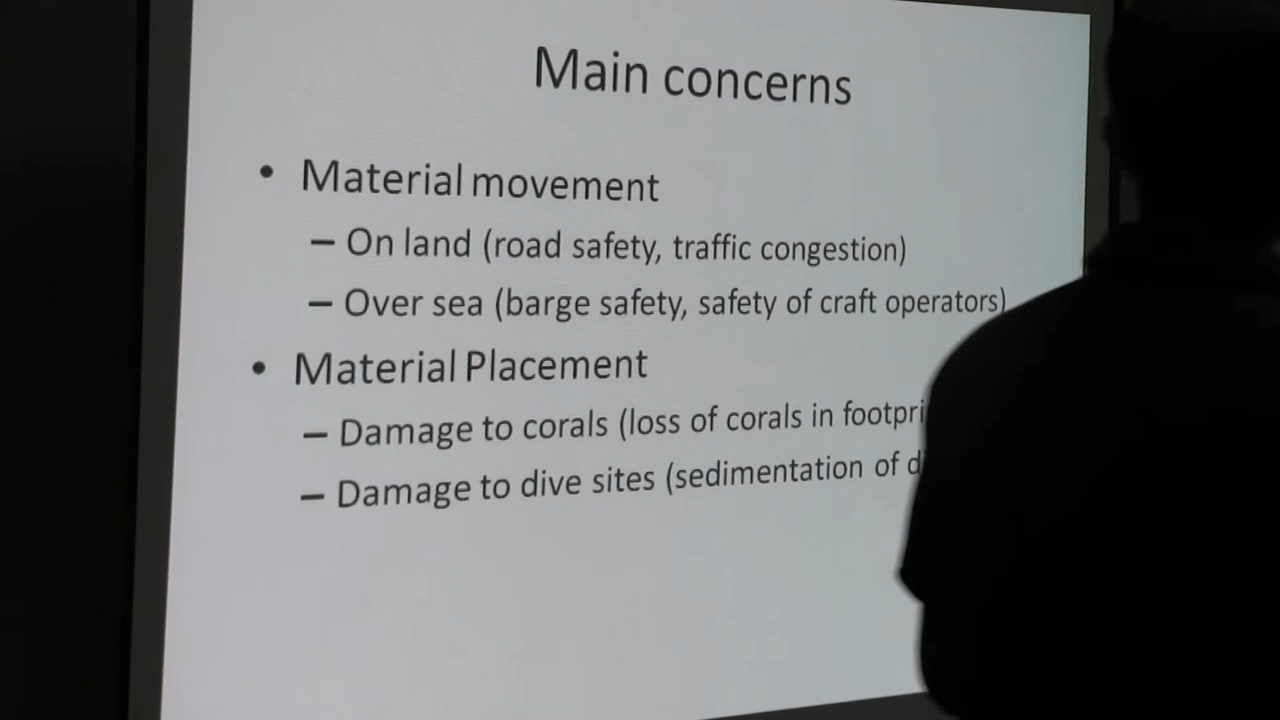 Main concerns
• Material movement
– On land (road safety, traffic congestion)
– Over sea (barge safety, safety of craft operators)
• Material Placement
– Damage to corals (loss of corals in
– Damage to dive sites (sedimentation of